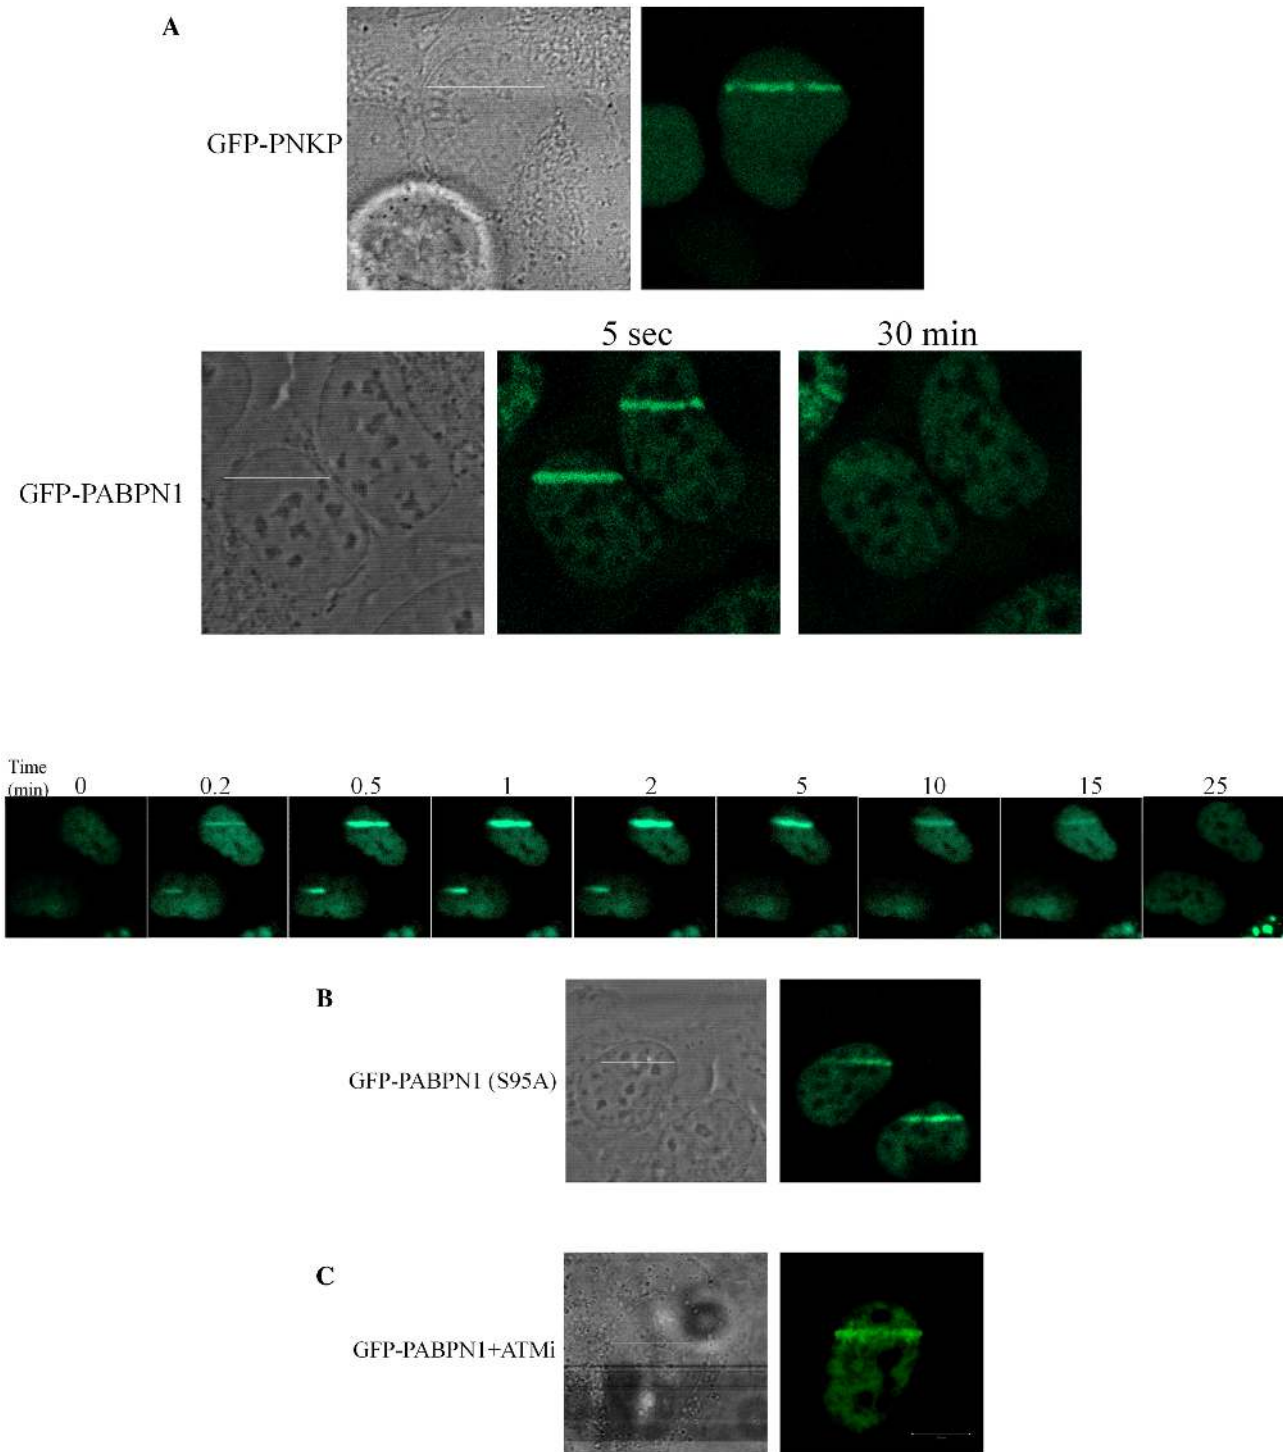 A
GFP-PNKP
5 sec 30 min
GFP-PABPN1
Time
(min) 0 0.2 0.5 1 2 5 10 15 25
B
GFP-PABPN1 (S95A)
C
GFP-PABPN1+ATMi